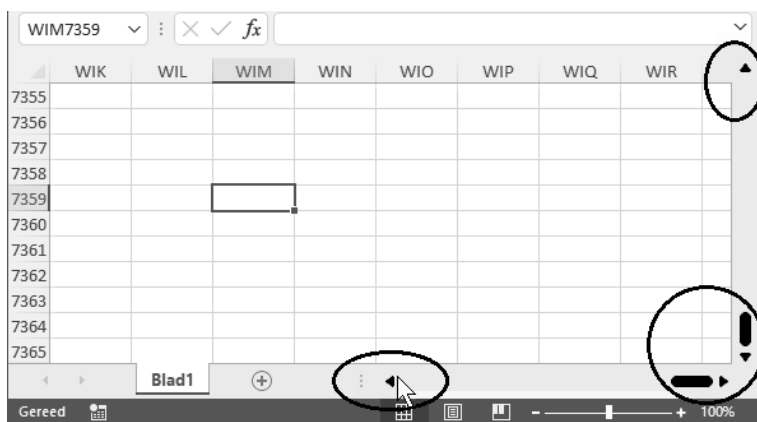 WIM7359 fx
WIK WIL WIM WIN WIO WIP WIQ WIR
7355
7356
7357
7358
7359
7360
7361
7362
7363
7364
7365
Blad1
Gereed - + 100%